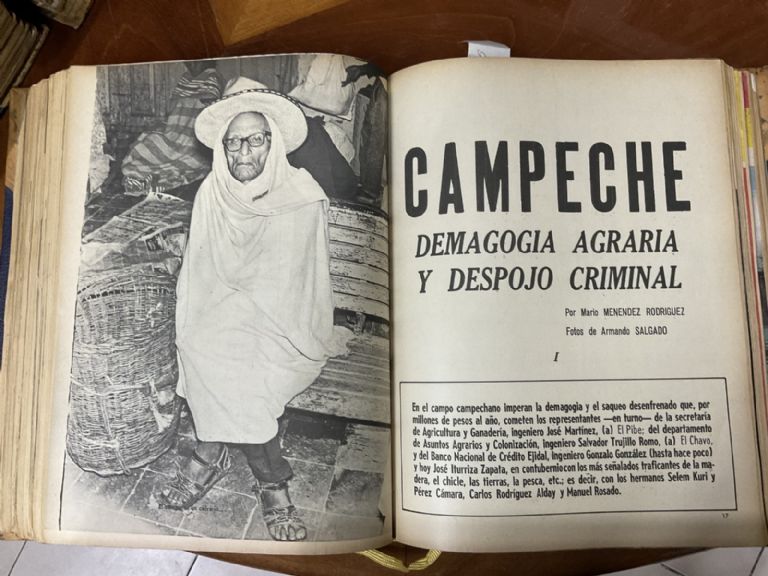 CAMPECHE
DEMAGOGIA AGRARIA
Y DESPOJO CRIMINAL
Por Mario MENENDEZ RODRIGUEZ
Fotos de Armando SALGADO
I
En el campo campechano imperan la demagogia y el saqueo desenfrenado que, por
millones de pesos al año, cometen los representantes —en turno— de la secretaría
de Agricultura y Ganadería, ingeniero José Martínez, (a) El Pibe; del departamento
de Asuntos Agrarios y Colonización, ingeniero Salvador Trujillo Romo, (a) El Chavo,
y del Banco Nacional de Crédito Ejidal, ingeniero Gonzalo González (hasta hace poco)
y hoy José Iturriza Zapata, en contubernio con los más señalados traficantes de la ma-
dera, el chicle, las tierras, la pesca, etc.; es decir, con los hermanos Selem Kuri y
Pérez Cámara, Carlos Rodríguez Alday y Manuel Rosado.
17